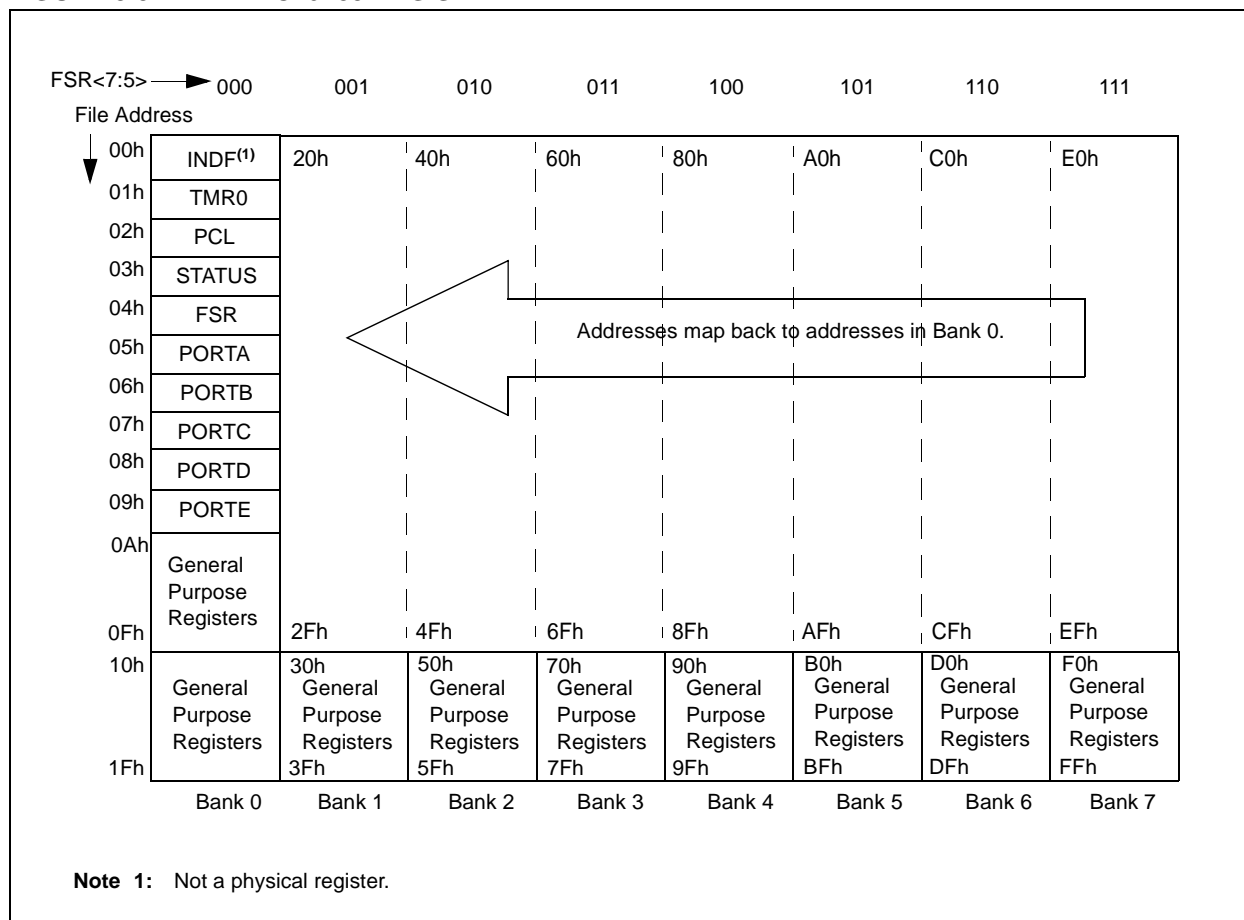 FSR<7:5> 000 001 010 011 100 101 110 111
File Address
00h INDF(1) 20h 40h 60h 80h A0h C0h E0h
01h TMR0
02h PCL
03h STATUS
04h FSR
Addresses map back to addresses in Bank 0.
05h PORTA
06h PORTB
07h PORTC
08h PORTD
09h PORTE
0Ah
General
Purpose
Registers
0Fh 2Fh 4Fh 6Fh 8Fh AFh CFh EFh
10h 30h 50h 70h 90h B0h D0h F0h
General General General General General General General General
Purpose Purpose Purpose Purpose Purpose Purpose Purpose Purpose
Registers Registers Registers Registers Registers Registers Registers Registers
1Fh 3Fh 5Fh 7Fh 9Fh BFh DFh FFh
Bank 0 Bank 1 Bank 2 Bank 3 Bank 4 Bank 5 Bank 6 Bank 7
Note 1: Not a physical register.